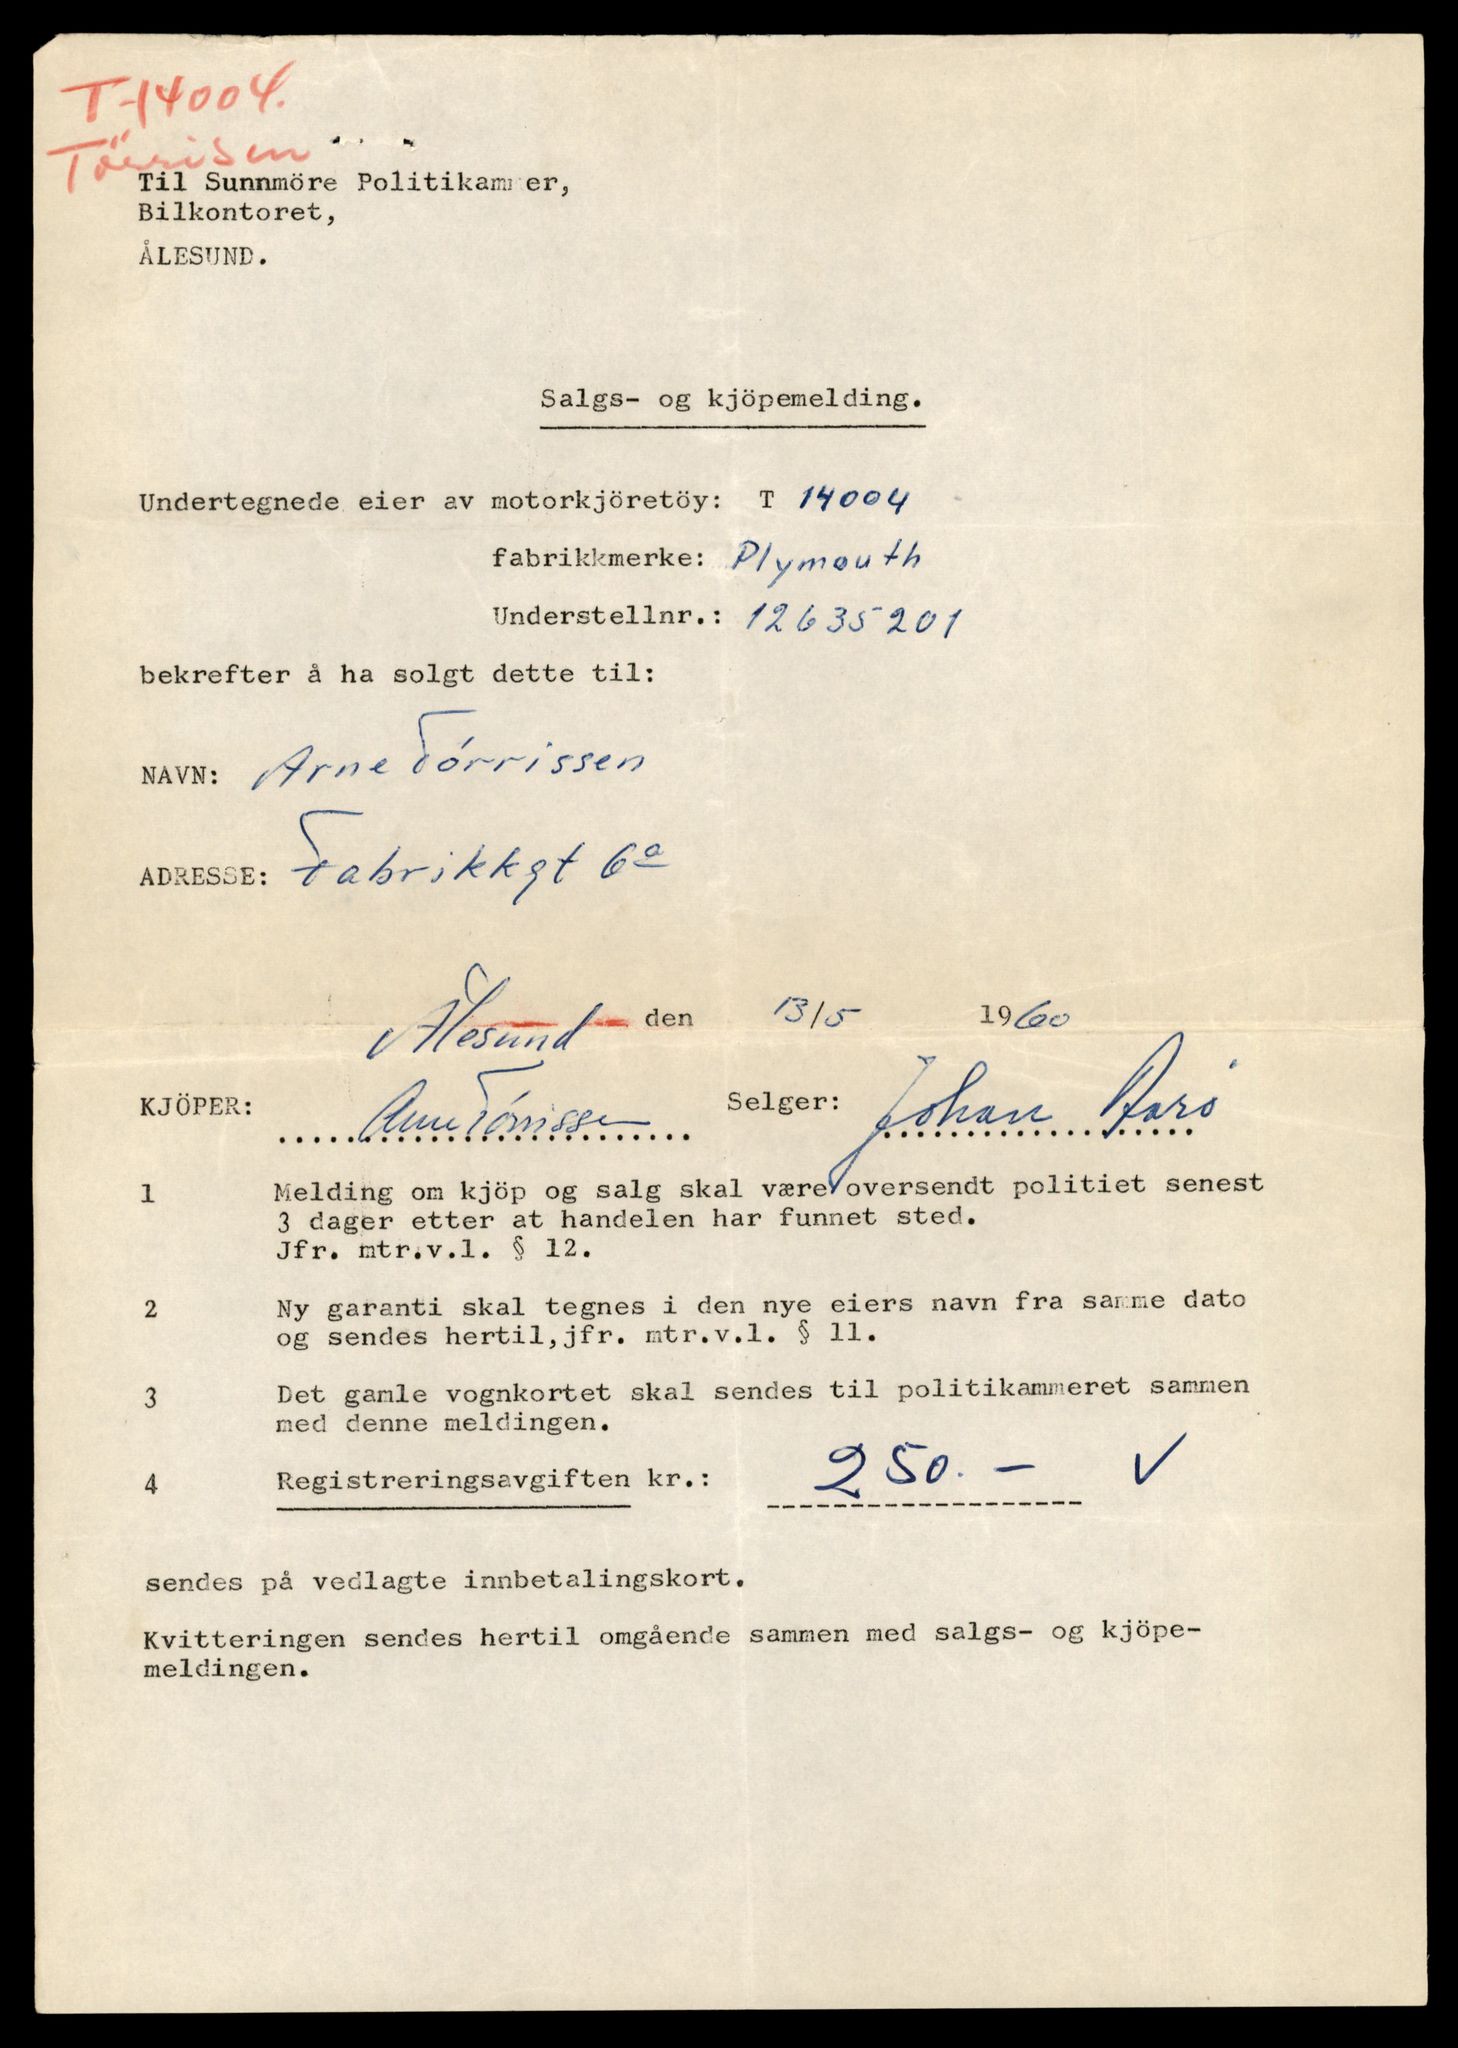 T-14004.
Törrisen
Til Sunnmöre Politikammer,
Bilkontoret,
ÅLESUND.
Salgs- og kjöpemelding.
Undertegnede eier av motorkjöretöy: T 14004
fabrikkmerke: Plymouth
Understellnr.: 12635201
bekrefter å ha solgt dette til:
NAVN: Arne Tórrissen
ADRESSE: Fabrikkgt 6a
Ålesund den 13/5 1960
KJÖPER: Arne Tórrissen Selger: Johan
1 Melding om kjöp og salg skal være oversendt politiet senest
3 dager etter at handelen har funnet sted.
Jfr. mtr.v.l. § 12.
2 Ny garanti skal tegnes i den nye eiers navn fra samme dato
og sendes hertil, jfr. mtr.v.l. § 11.
3 Det gamle vognkortet skal sendes til politikammeret sammen
med denne meldingen.
4 Registreringsavgiften kr.: 250.- V
sendes på vedlagte innbetalingskort.
Kvitteringen sendes hertil omgående sammen med salgs- og kjöpe-
meldingen.